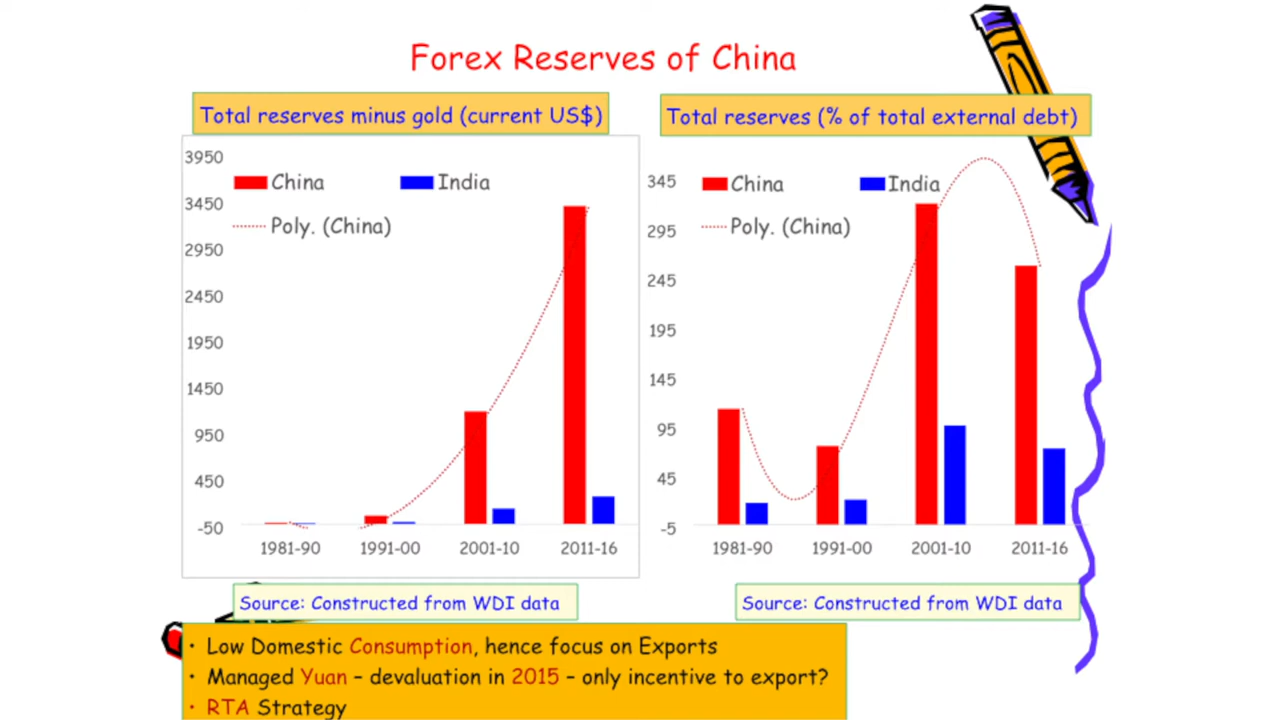 Forex Reserves of China
Total reserves minus gold (current US$)
3950
3450
2950
2450
1950
1450
950
450
-50
China
India
Poly. (China)
1981-90
1991-00
2001-10
2011-16
Source: Constructed from WDI data
Total reserves (% of total external debt)
345
295
245
195
145
95
45
-5
China
India
Poly. (China)
1981-90
1991-00
2001-10
2011-16
Source: Constructed from WDI data
• Low Domestic Consumption, hence focus on Exports
• Managed Yuan – devaluation in 2015 – only incentive to export?
• RTA Strategy